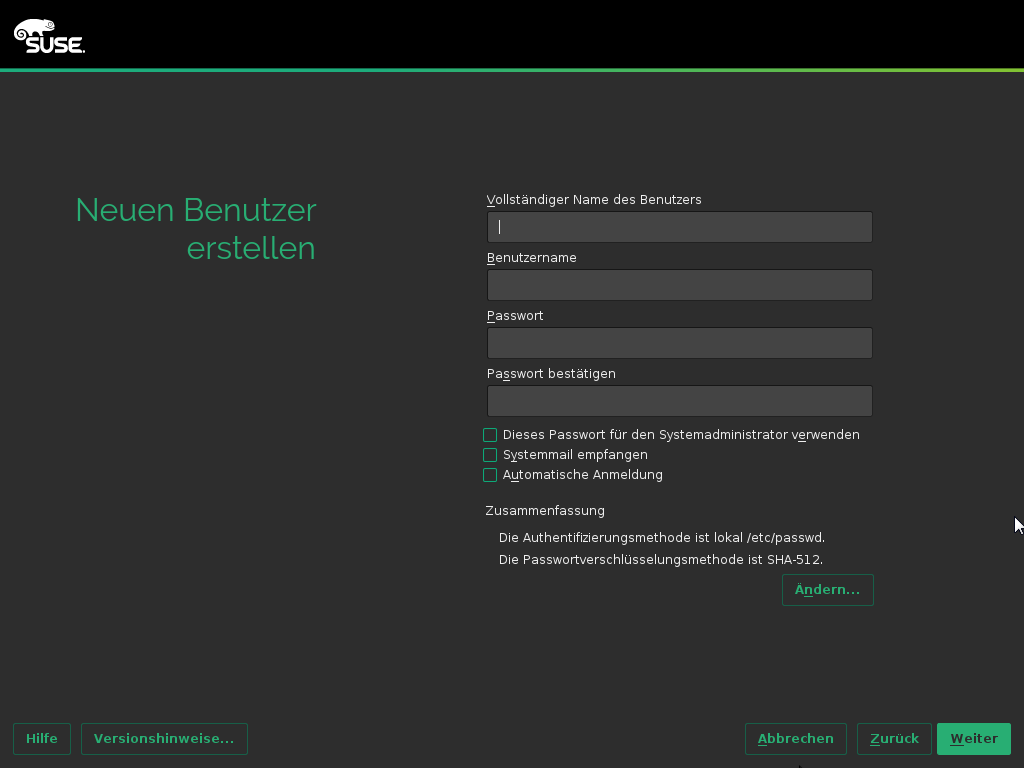 SUSE.
Neuen Benutzer
erstellen
Vollständiger Name des Benutzers
Benutzername
Passwort
Passwort bestätigen
Dieses Passwort für den Systemadministrator verwenden
Systemmail empfangen
Automatische Anmeldung
Zusammenfassung
Die Authentifizierungsmethode ist lokal /etc/passwd.
Die Passwortverschlüsselungsmethode ist SHA-512.
Ändern...
Hilfe Versionshinweise... Abbrechen Zurück Weiter